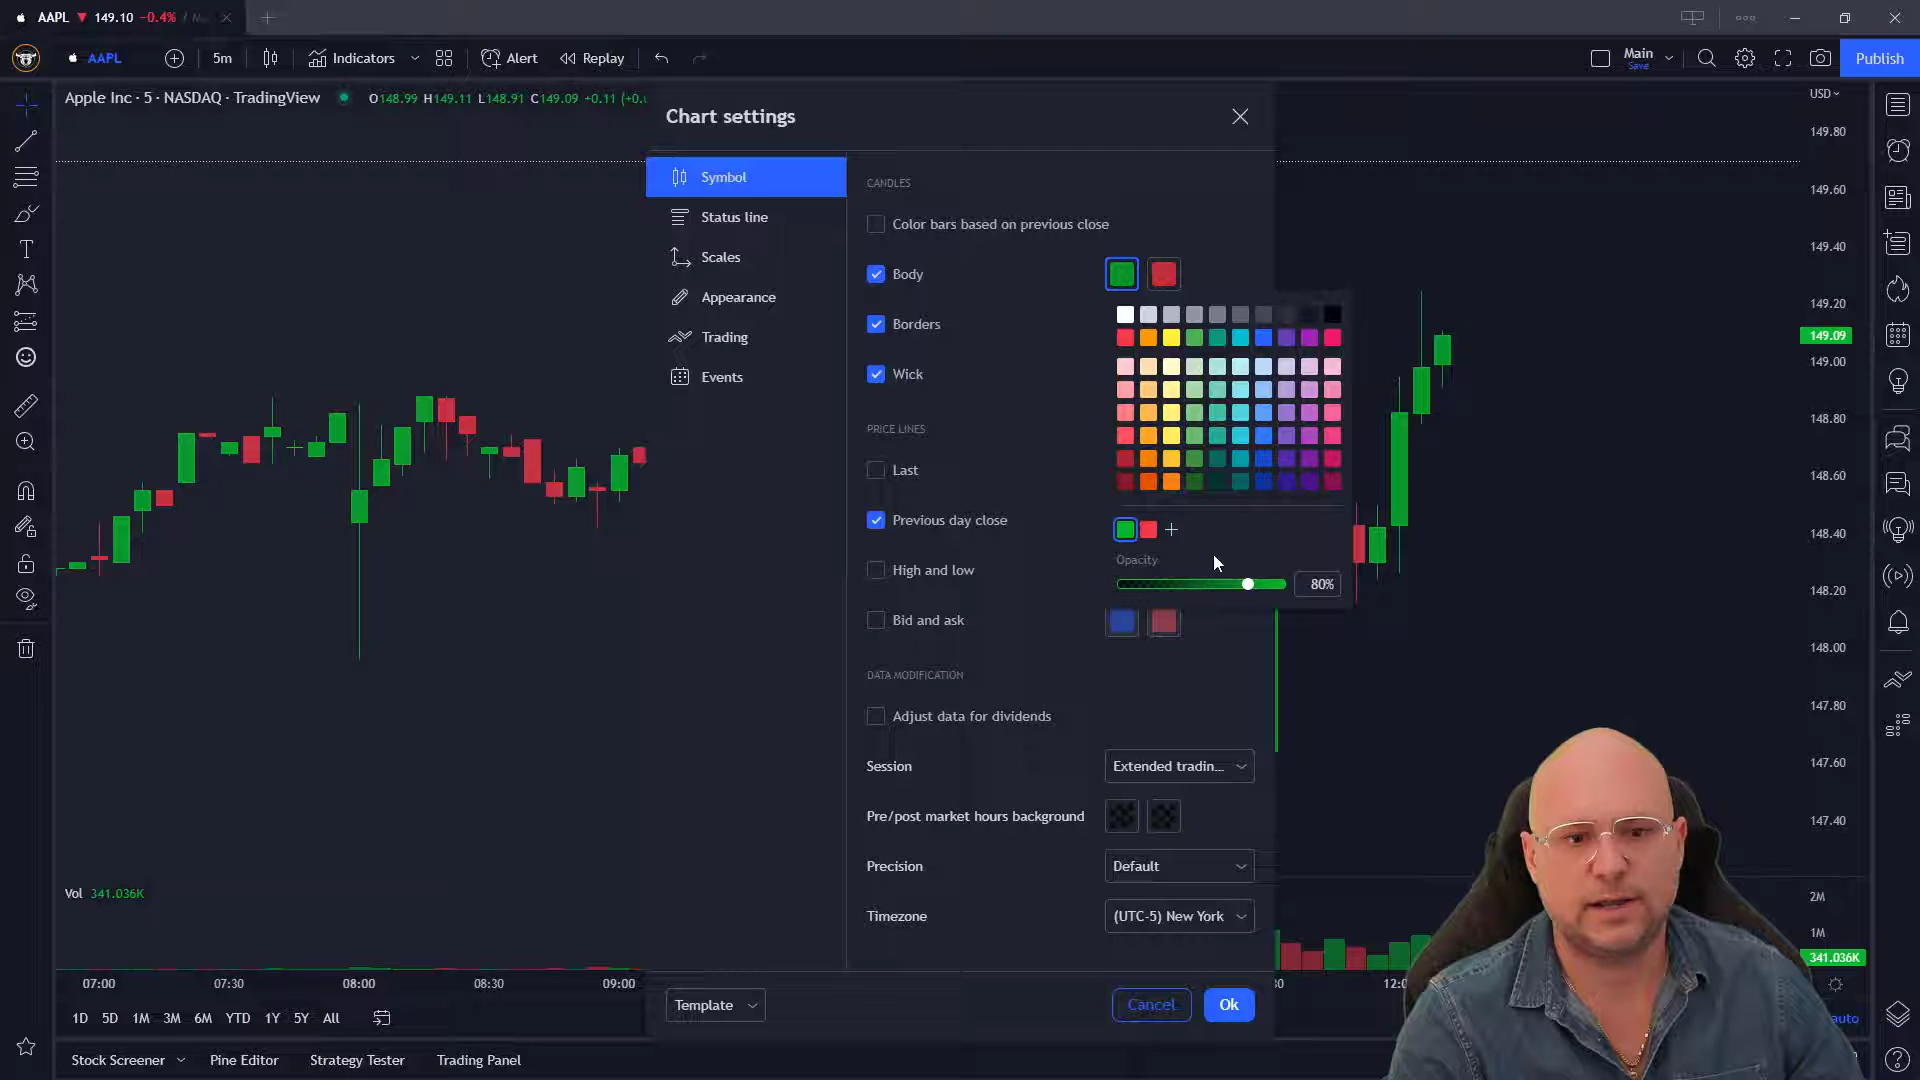 AAPL ▼ 149.10 −0.4% /
AAPL
5m
Indicators
Alert
Replay
Main
Save
Publish
Apple Inc · 5 · NASDAQ · TradingView
O148.99 H149.11 L148.91 C149.09 +0.11 (+0.
USD
149.80
149.60
149.40
149.20
149.09
149.00
148.80
148.60
148.40
148.20
148.00
147.80
147.60
147.40
2M
1M
341.036K
Chart settings
Symbol
Status line
Scales
Appearance
Trading
Events
CANDLES
Color bars based on previous close
Body
Borders
Wick
PRICE LINES
Last
Previous day close
High and low
Bid and ask
Opacity
80%
DATA MODIFICATION
Adjust data for dividends
Session
Extended tradin...
Pre/post market hours background
Precision
Default
Timezone
(UTC-5) New York
Template
Cancel
Ok
Vol 341.036K
07:00 07:30 08:00 08:30 09:00
30
12:0
1D 5D 1M 3M 6M YTD 1Y 5Y All
auto
Stock Screener
Pine Editor
Strategy Tester
Trading Panel